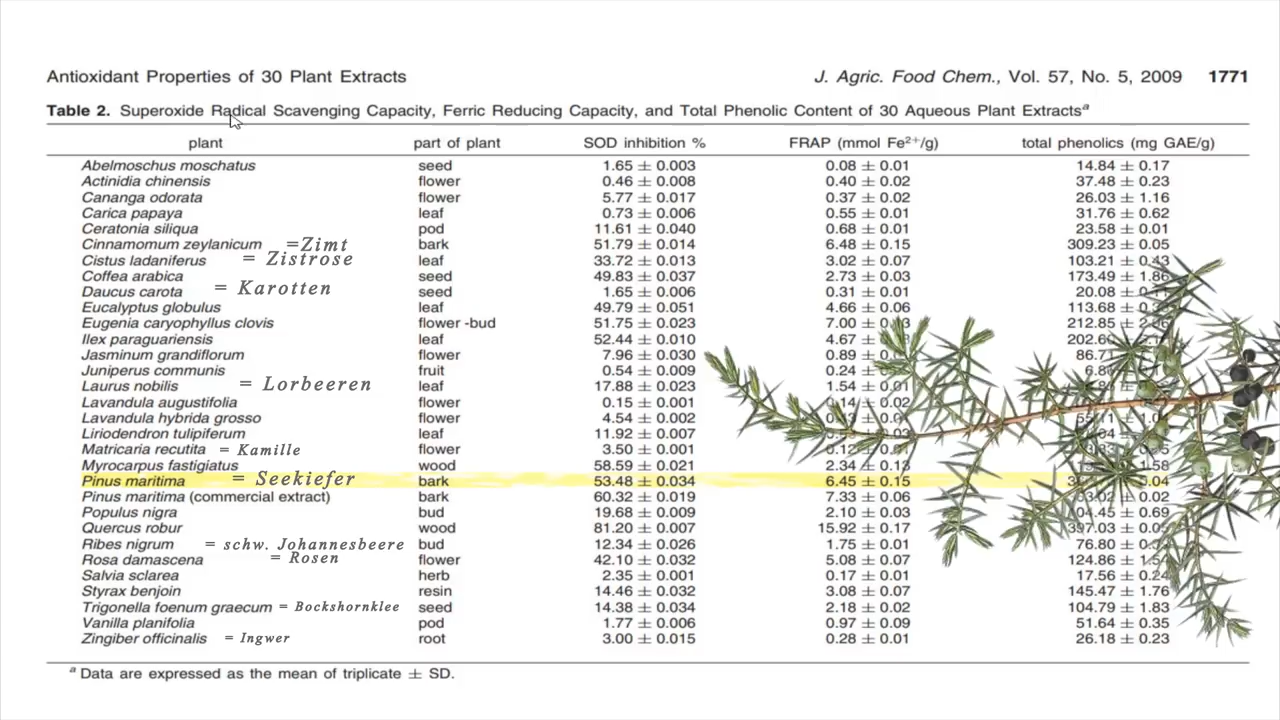 Antioxidant Properties of 30 Plant Extracts J. Agric. Food Chem., Vol. 57, No. 5, 2009 1771
Table 2. Superoxide Radical Scavenging Capacity, Ferric Reducing Capacity, and Total Phenolic Content of 30 Aqueous Plant Extractsᵃ
plant part of plant SOD inhibition % FRAP (mmol Fe²⁺/g) total phenolics (mg GAE/g)
Abelmoschus moschatus seed 1.65 ± 0.003 0.08 ± 0.01 14.84 ± 0.17
Actinidia chinensis flower 0.46 ± 0.008 0.40 ± 0.02 37.48 ± 0.23
Cananga odorata flower 5.77 ± 0.017 0.37 ± 0.02 26.03 ± 1.16
Carica papaya leaf 0.73 ± 0.006 0.55 ± 0.01 31.76 ± 0.62
Ceratonia siliqua pod 11.61 ± 0.040 0.68 ± 0.01 23.58 ± 0.01
Cinnamomum zeylanicum =Zimt bark 51.79 ± 0.014 6.48 ± 0.15 309.23 ± 0.05
Cistus ladaniferus = Zistrose leaf 33.72 ± 0.013 3.02 ± 0.07 103.21 ±
Coffea arabica seed 49.83 ± 0.037 2.73 ± 0.03 173.49 ±
Daucus carota = Karotten seed 1.65 ± 0.006 0.31 ± 0.01 20.08 ±
Eucalyptus globulus leaf 49.79 ± 0.051 4.66 ± 0.06 113.68 ±
Eugenia caryophyllus clovis flower -bud 51.75 ± 0.023 7.00 ± 212.85 ±
Ilex paraguariensis leaf 52.44 ± 0.010 4.67 ±
Jasminum grandiflorum flower 7.96 ± 0.030 0.89 ±
Juniperus communis fruit 0.54 ± 0.009 0.24 ±
Laurus nobilis = Lorbeeren leaf 17.88 ± 0.023 1.54 ± 0.01
Lavandula augustifolia flower 0.15 ± 0.001 ± 0.02
Lavandula hybrida grosso flower 4.54 ± 0.002
Liriodendron tulipiferum leaf 11.92 ± 0.007
Matricaria recutita = Kamille flower 3.50 ± 0.001
Myrocarpus fastigiatus wood 58.59 ± 0.021 2.34 ± 0.13 1.58
Pinus maritima = Seekiefer bark 53.48 ± 0.034 6.45 ± 0.15 0.04
Pinus maritima (commercial extract) bark 60.32 ± 0.019 7.33 ± 0.06 ± 0.02
Populus nigra bud 19.68 ± 0.009 2.10 ± 0.03 ± 0.69
Quercus robur wood 81.20 ± 0.007 15.92 ± 0.17 397.03 ±
Ribes nigrum = schw. Johannesbeere bud 12.34 ± 0.026 1.75 ± 0.01 76.80 ±
Rosa damascena = Rosen flower 42.10 ± 0.032 5.08 ± 0.07 124.86 ±
Salvia sclarea herb 2.35 ± 0.001 0.17 ± 0.01 17.56 ± 0.24
Styrax benjoin resin 14.46 ± 0.032 3.08 ± 0.07 145.47 ± 1.76
Trigonella foenum graecum = Bockshornklee seed 14.38 ± 0.034 2.18 ± 0.02 104.79 ± 1.83
Vanilla planifolia pod 1.77 ± 0.006 0.97 ± 0.09 51.64 ± 0.35
Zingiber officinalis = Ingwer root 3.00 ± 0.015 0.28 ± 0.01 26.18 ± 0.23
ᵃ Data are expressed as the mean of triplicate ± SD.